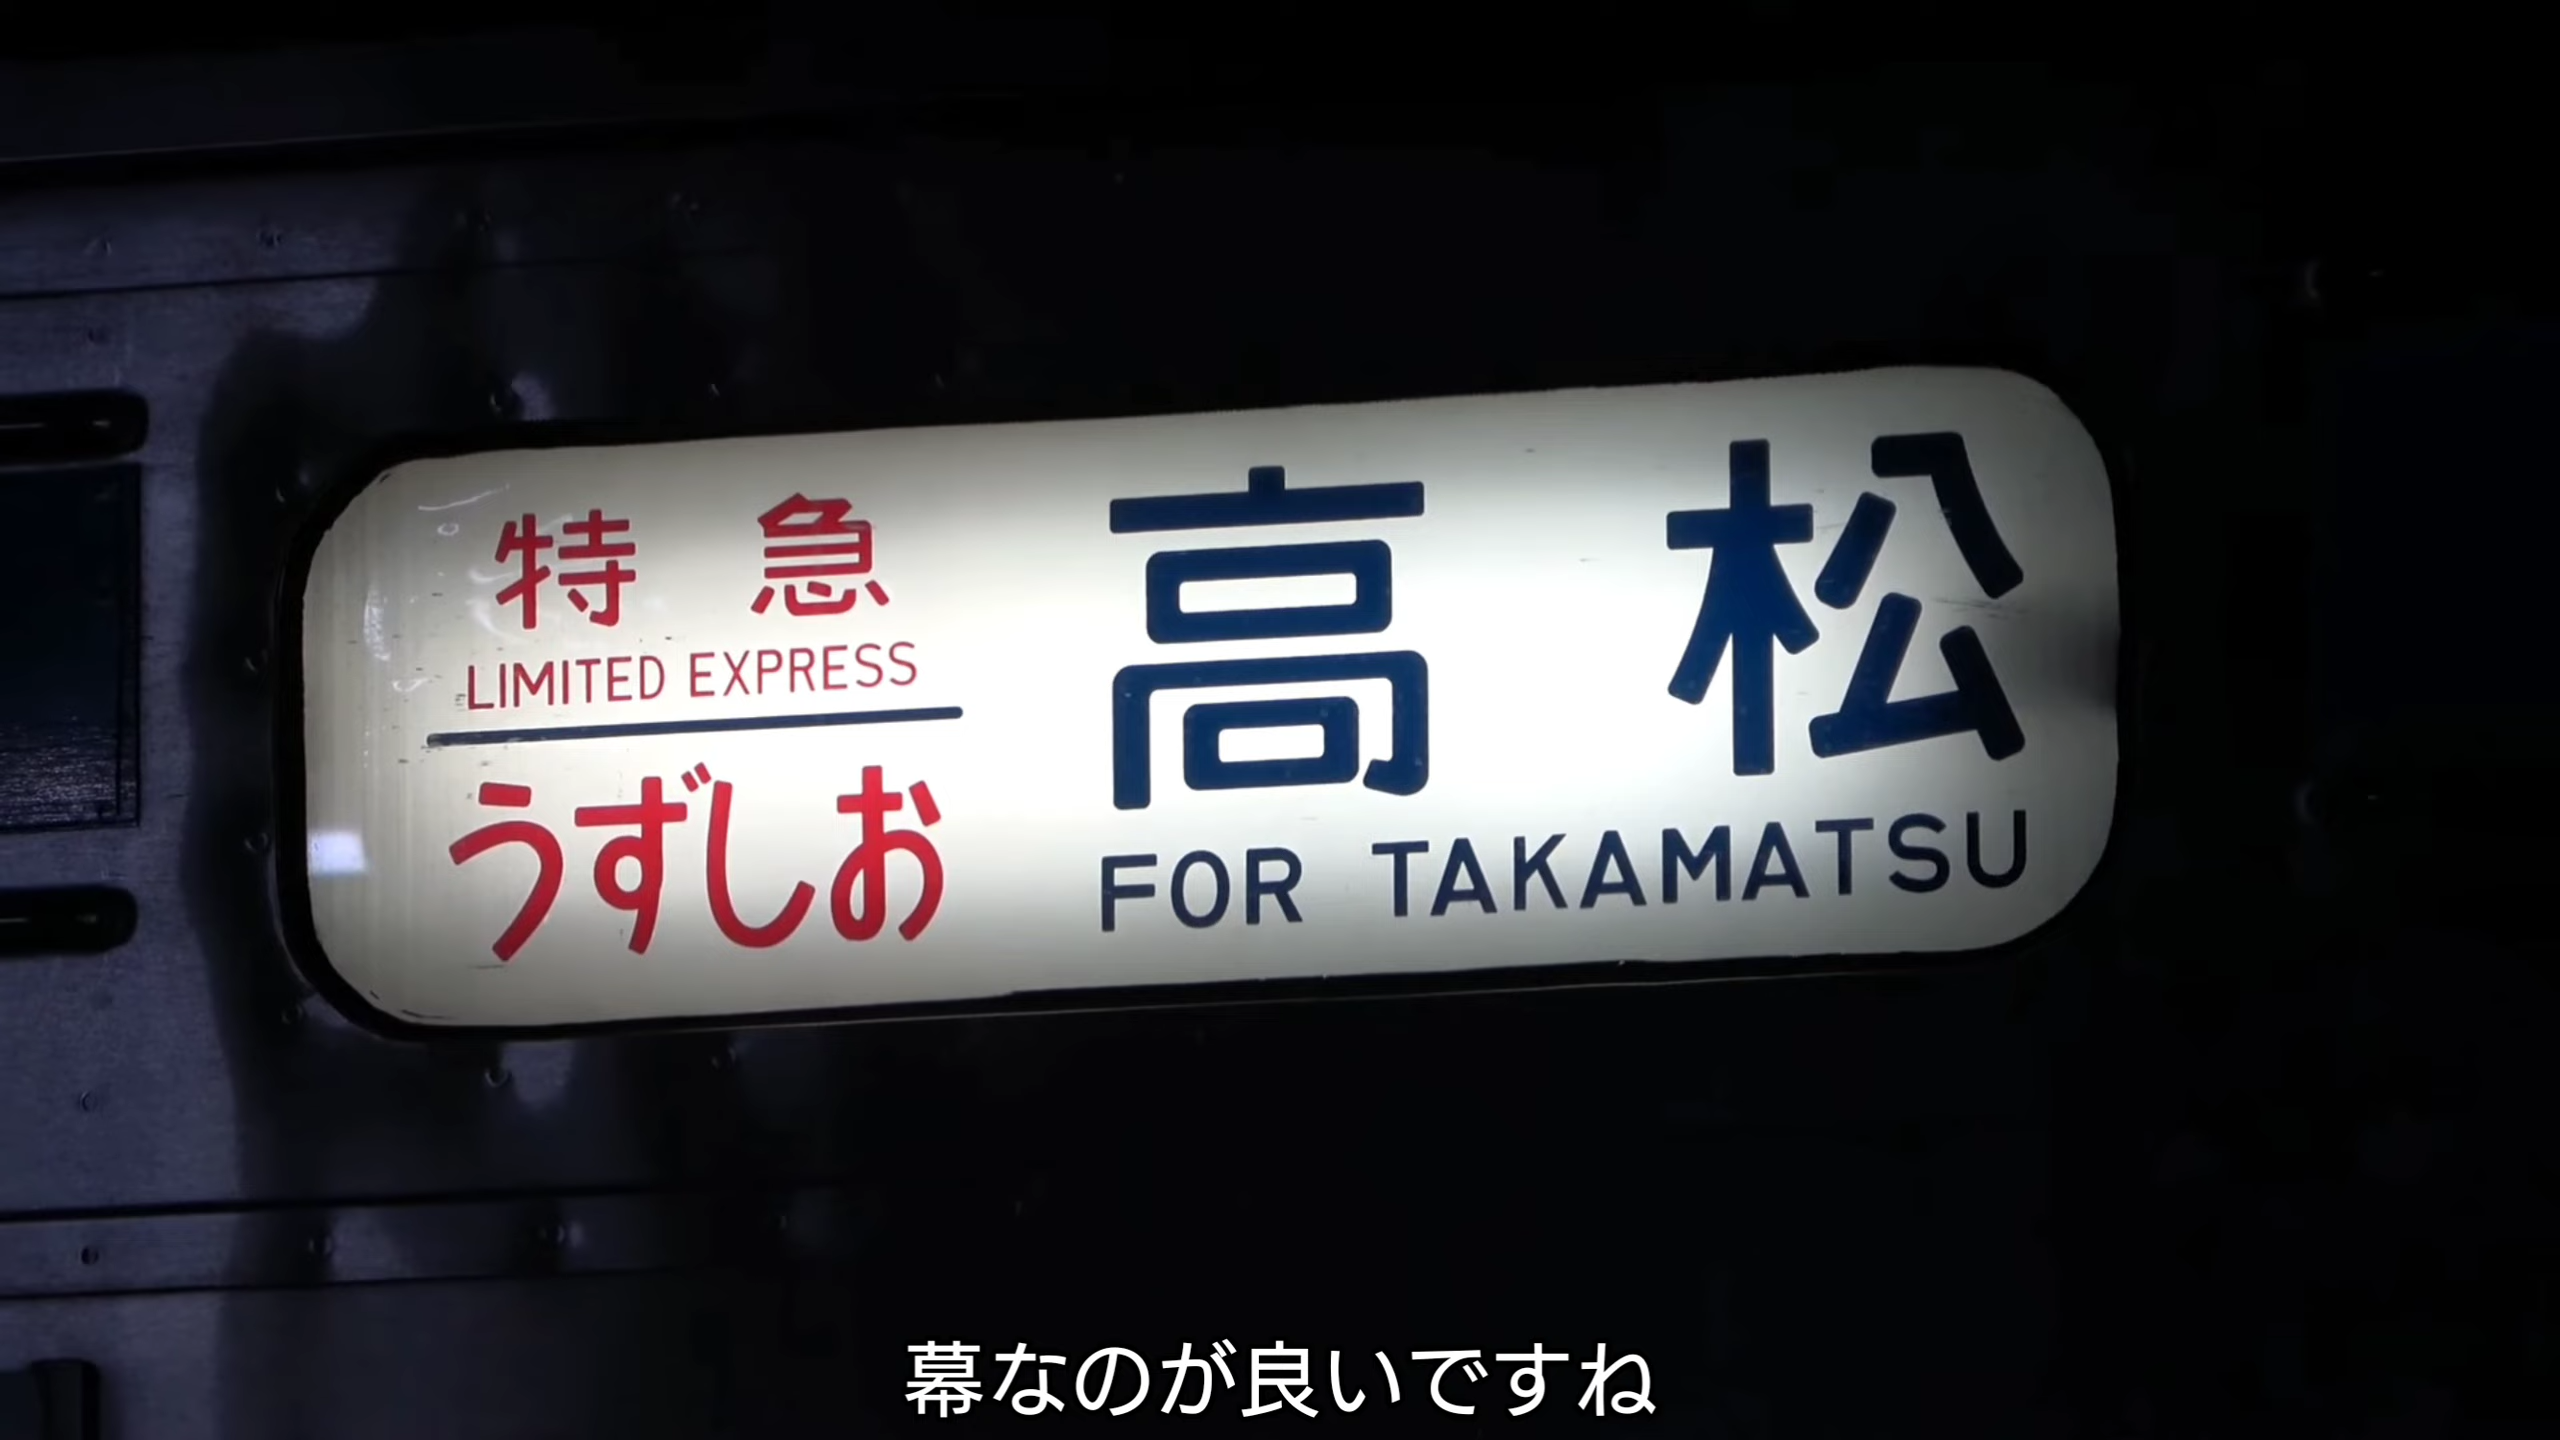 特急
LIMITED EXPRESS
うずしお
高松
FOR TAKAMATSU
幕なのが良いですね